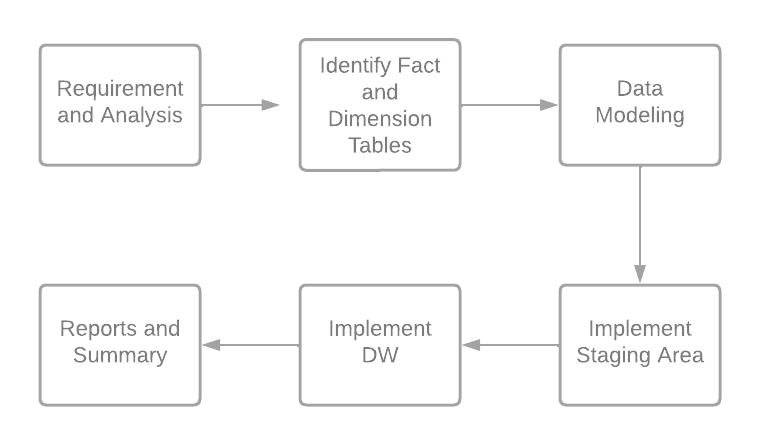 Requirement
and Analysis
Identify Fact
and
Dimension
Tables
Data
Modeling
Reports and
Summary
Implement
DW
Implement
Staging Area